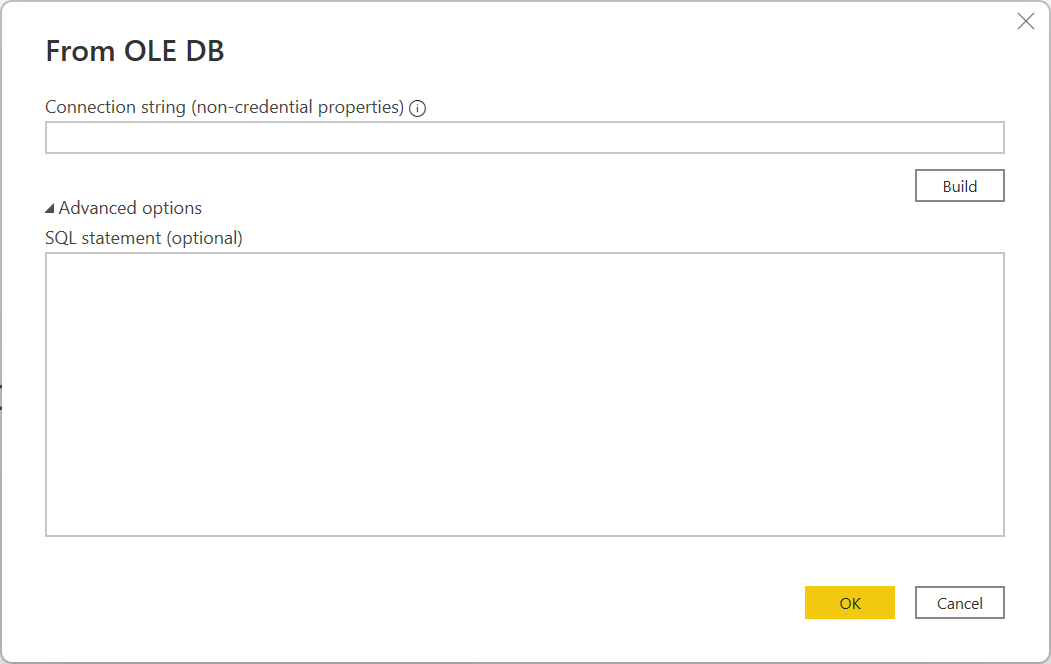 From OLE DB
Connection string (non-credential properties)
Build
Advanced options
SQL statement (optional)
OK Cancel